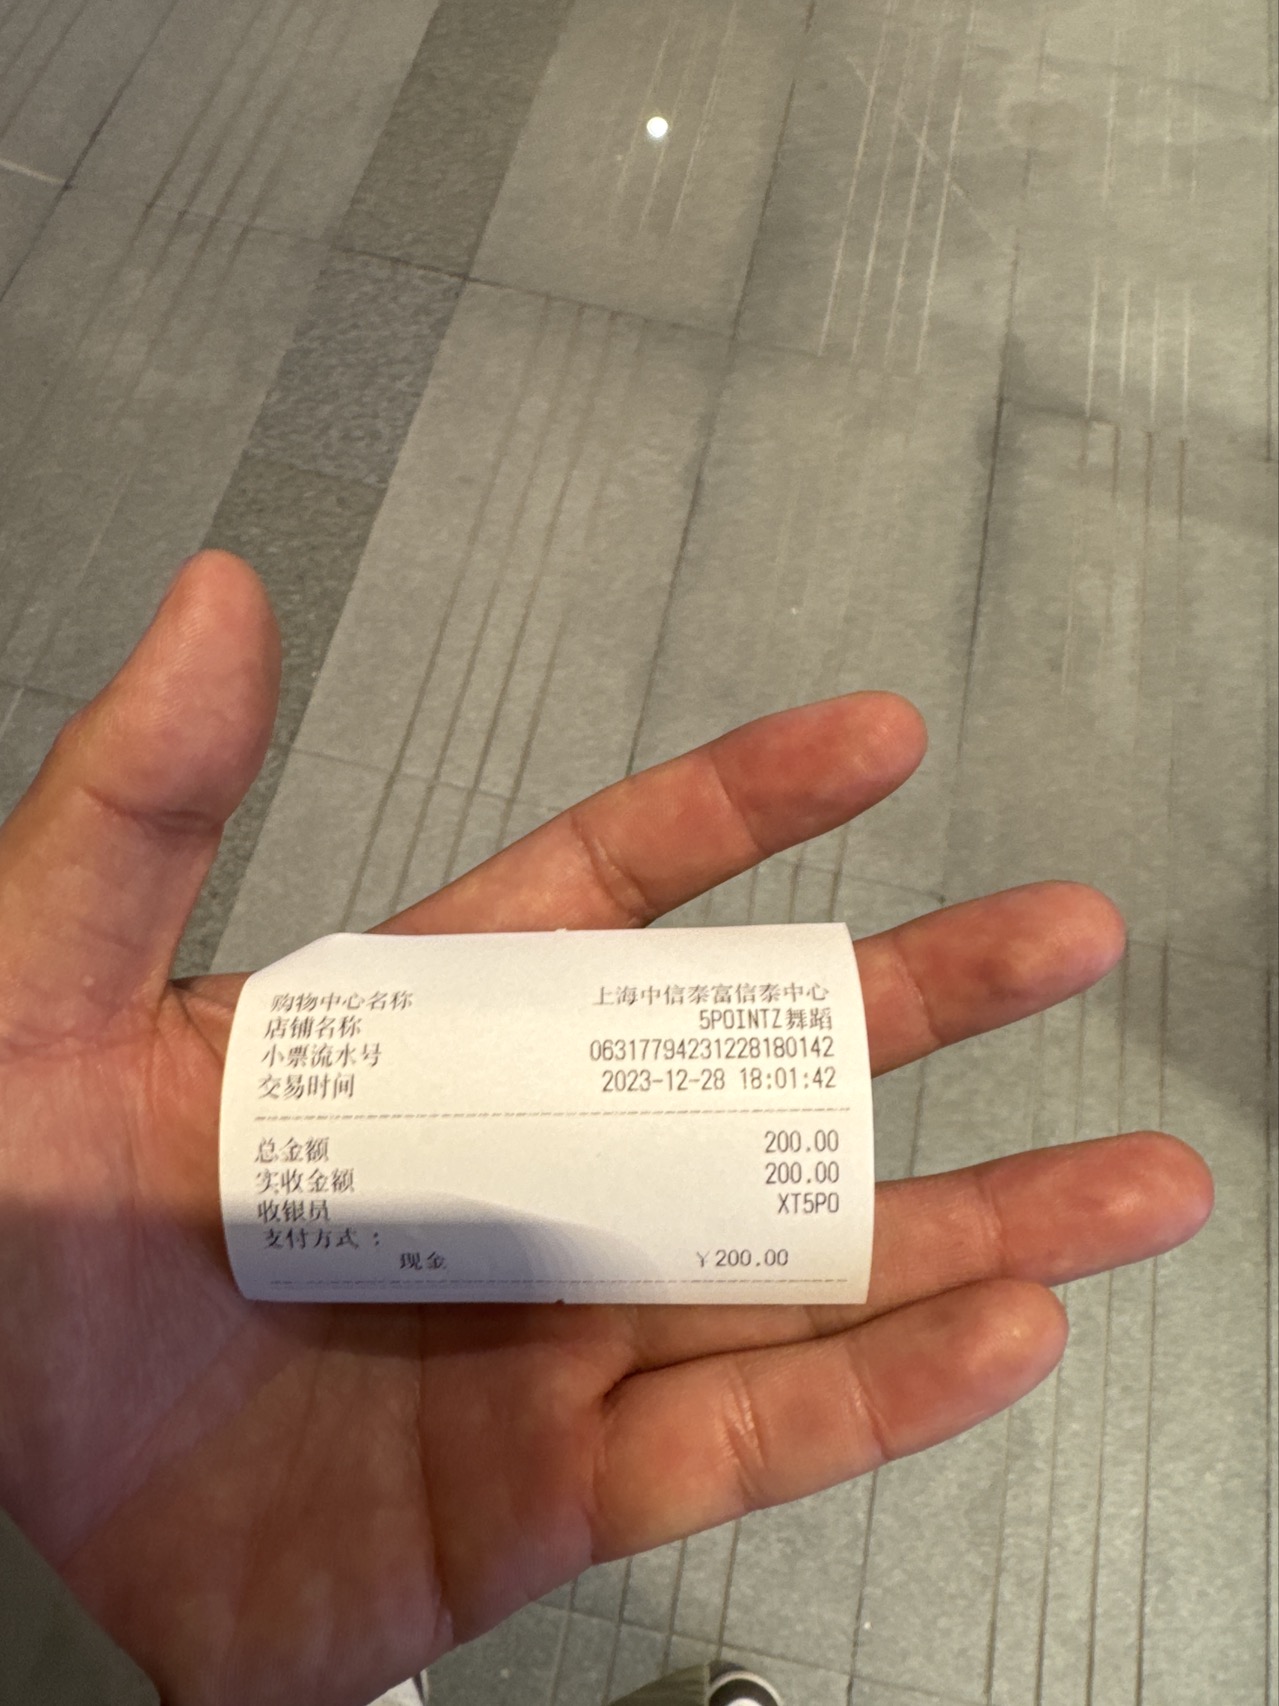 购物中心名称 上海中信泰富信泰中心
店铺名称 5POINTZ舞蹈
小票流水号 06317794231228180142
交易时间 2023-12-28 18:01:42
总金额 200.00
实收金额 200.00
收银员 XT5PO
支付方式：
现金 ￥200.00